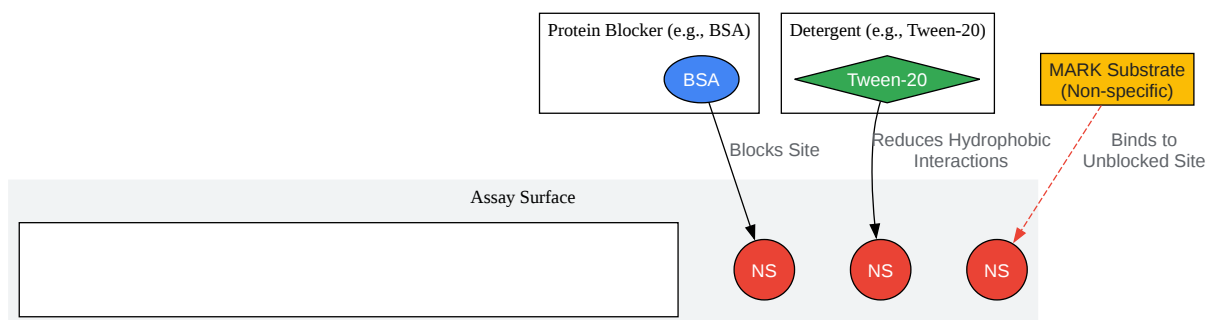 Protein Blocker (e.g., BSA)
BSA
Detergent (e.g., Tween-20)
Tween-20
MARK Substrate
(Non-specific)
Blocks Site
Reduces Hydrophobic
Interactions
Binds to
Unblocked Site
Assay Surface
NS
NS
NS